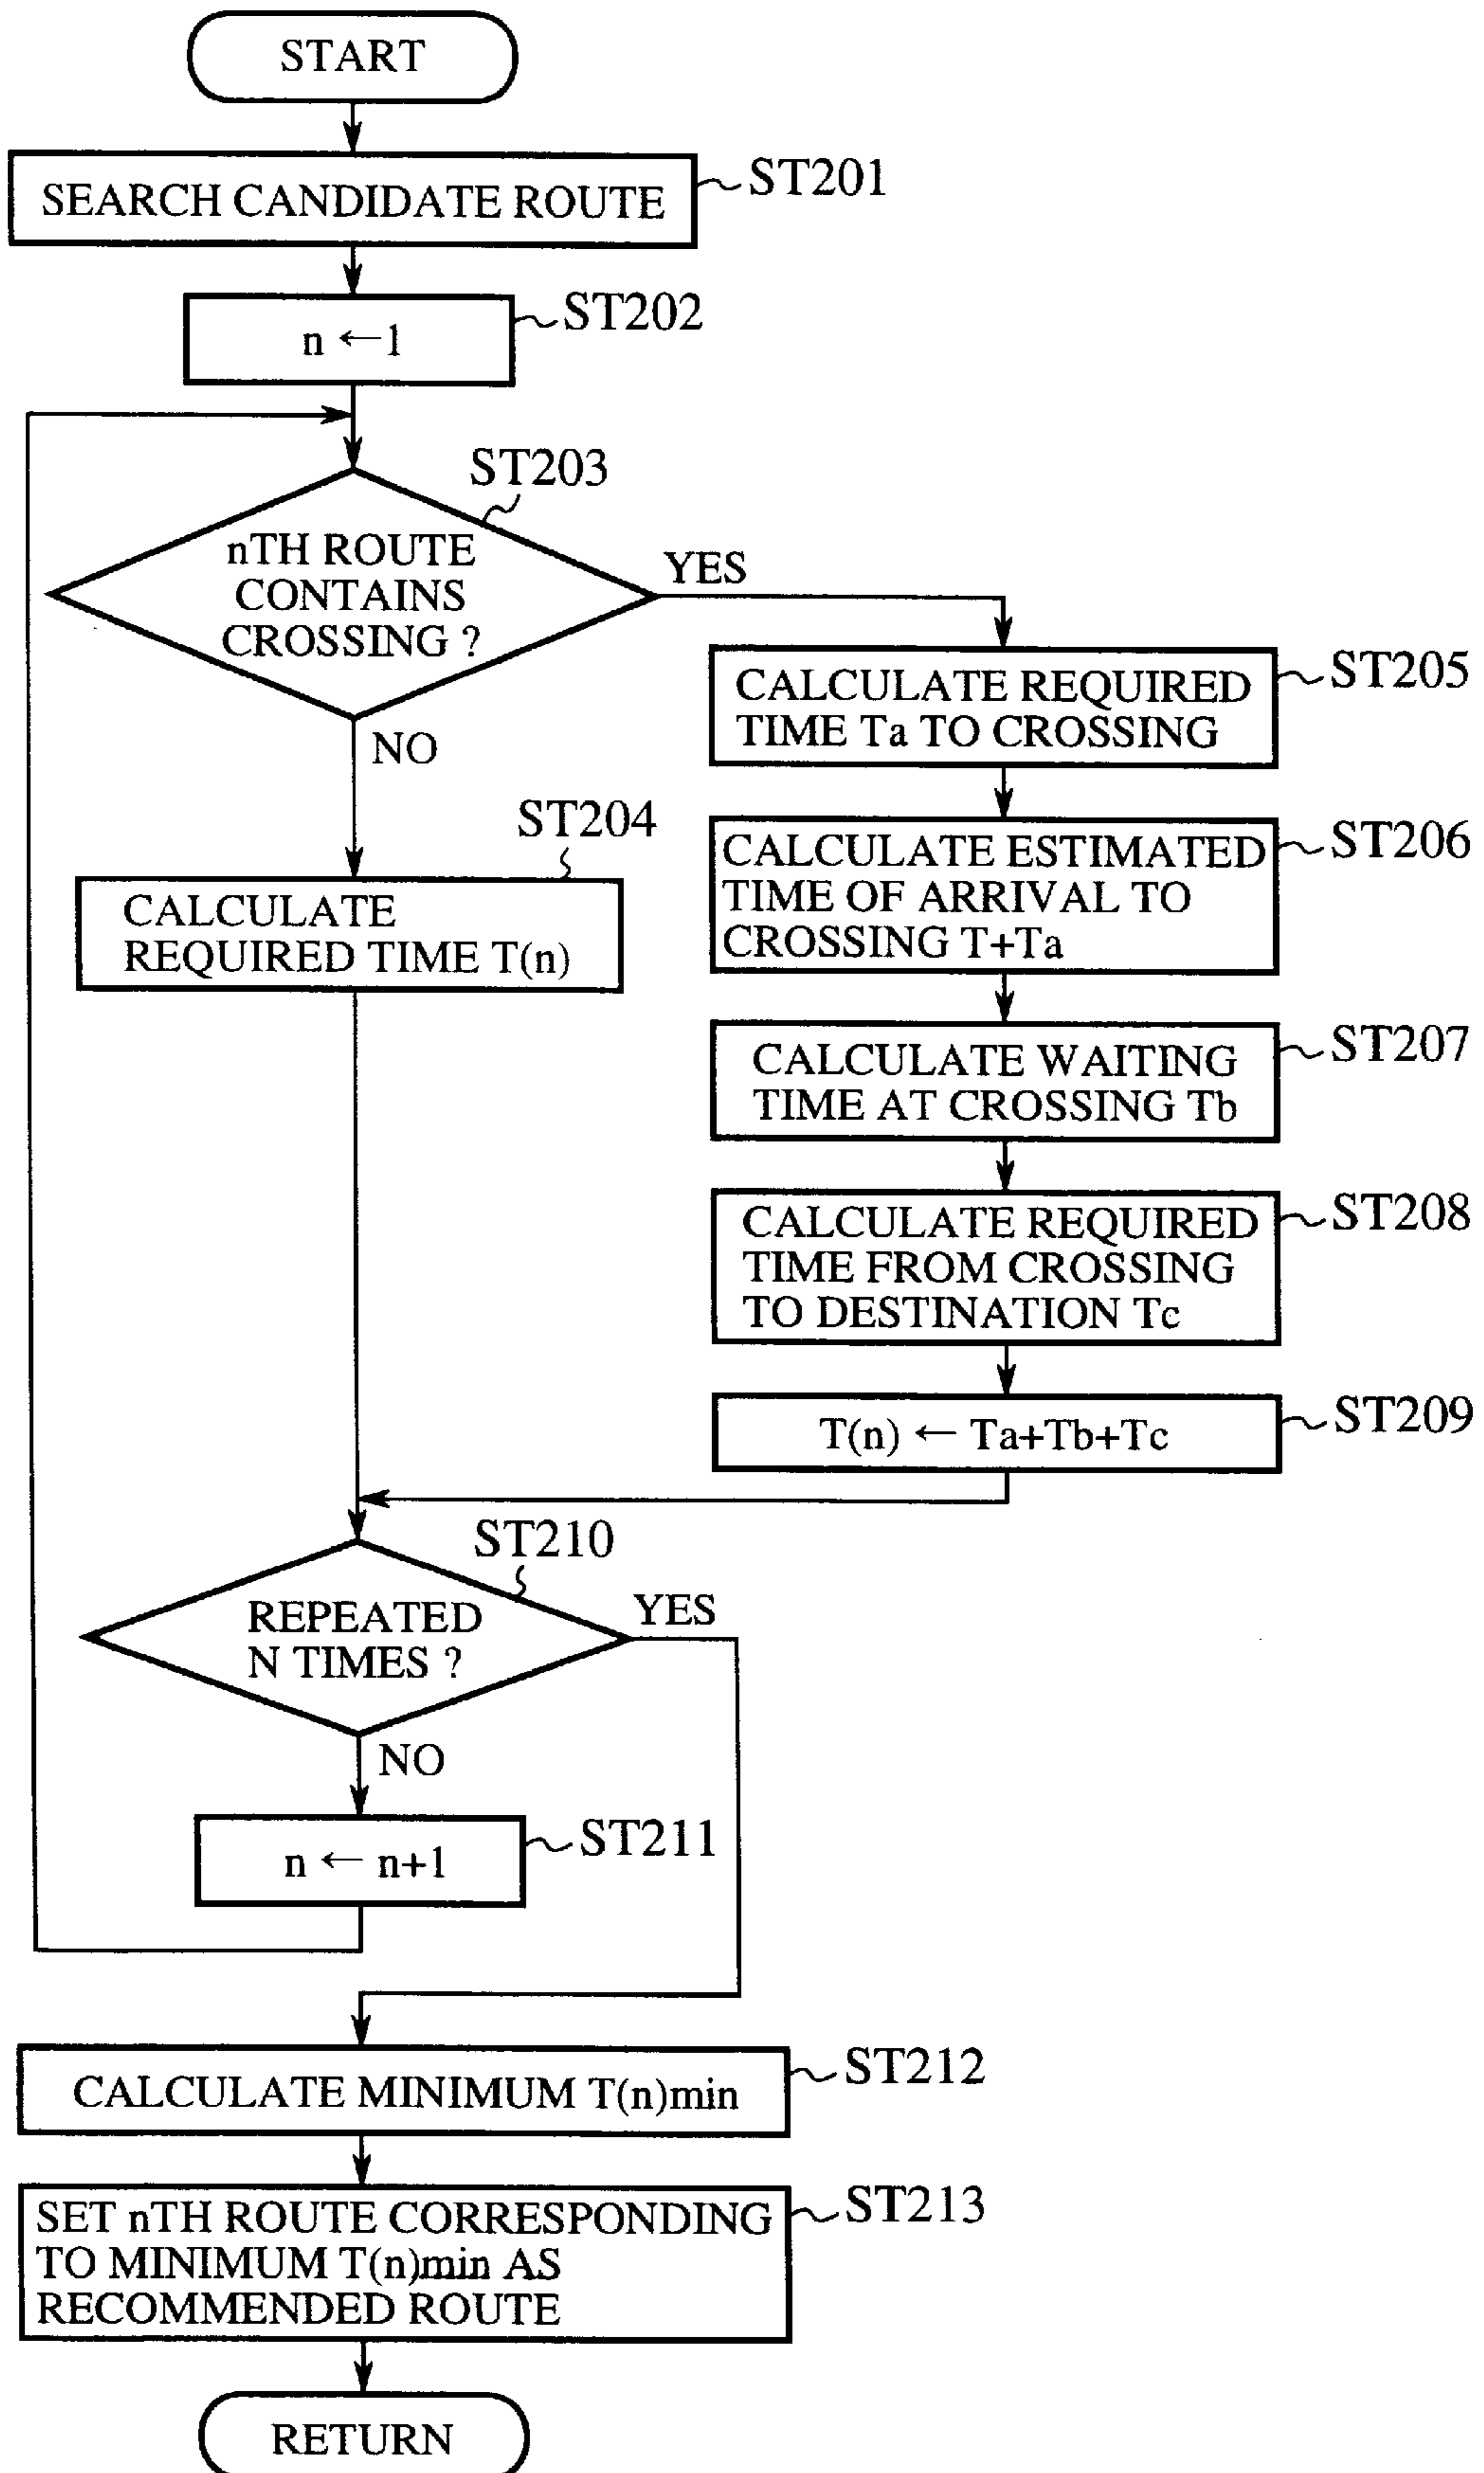 START
SEARCH CANDIDATE ROUTE
ST201
n ←1
ST202
ST203
nTH ROUTE
CONTAINS
CROSSING ?
YES
NO
ST204
CALCULATE
REQUIRED TIME T(n)
CALCULATE REQUIRED
TIME Ta TO CROSSING
ST205
CALCULATE ESTIMATED
TIME OF ARRIVAL TO
CROSSING T+Ta
ST206
CALCULATE WAITING
TIME AT CROSSING Tb
ST207
CALCULATE REQUIRED
TIME FROM CROSSING
TO DESTINATION Tc
ST208
T(n) ← Ta+Tb+Tc
ST209
ST210
REPEATED
N TIMES ?
YES
NO
n ← n+1
ST211
CALCULATE MINIMUM T(n)min
ST212
SET nTH ROUTE CORRESPONDING
TO MINIMUM T(n)min AS
RECOMMENDED ROUTE
ST213
RETURN